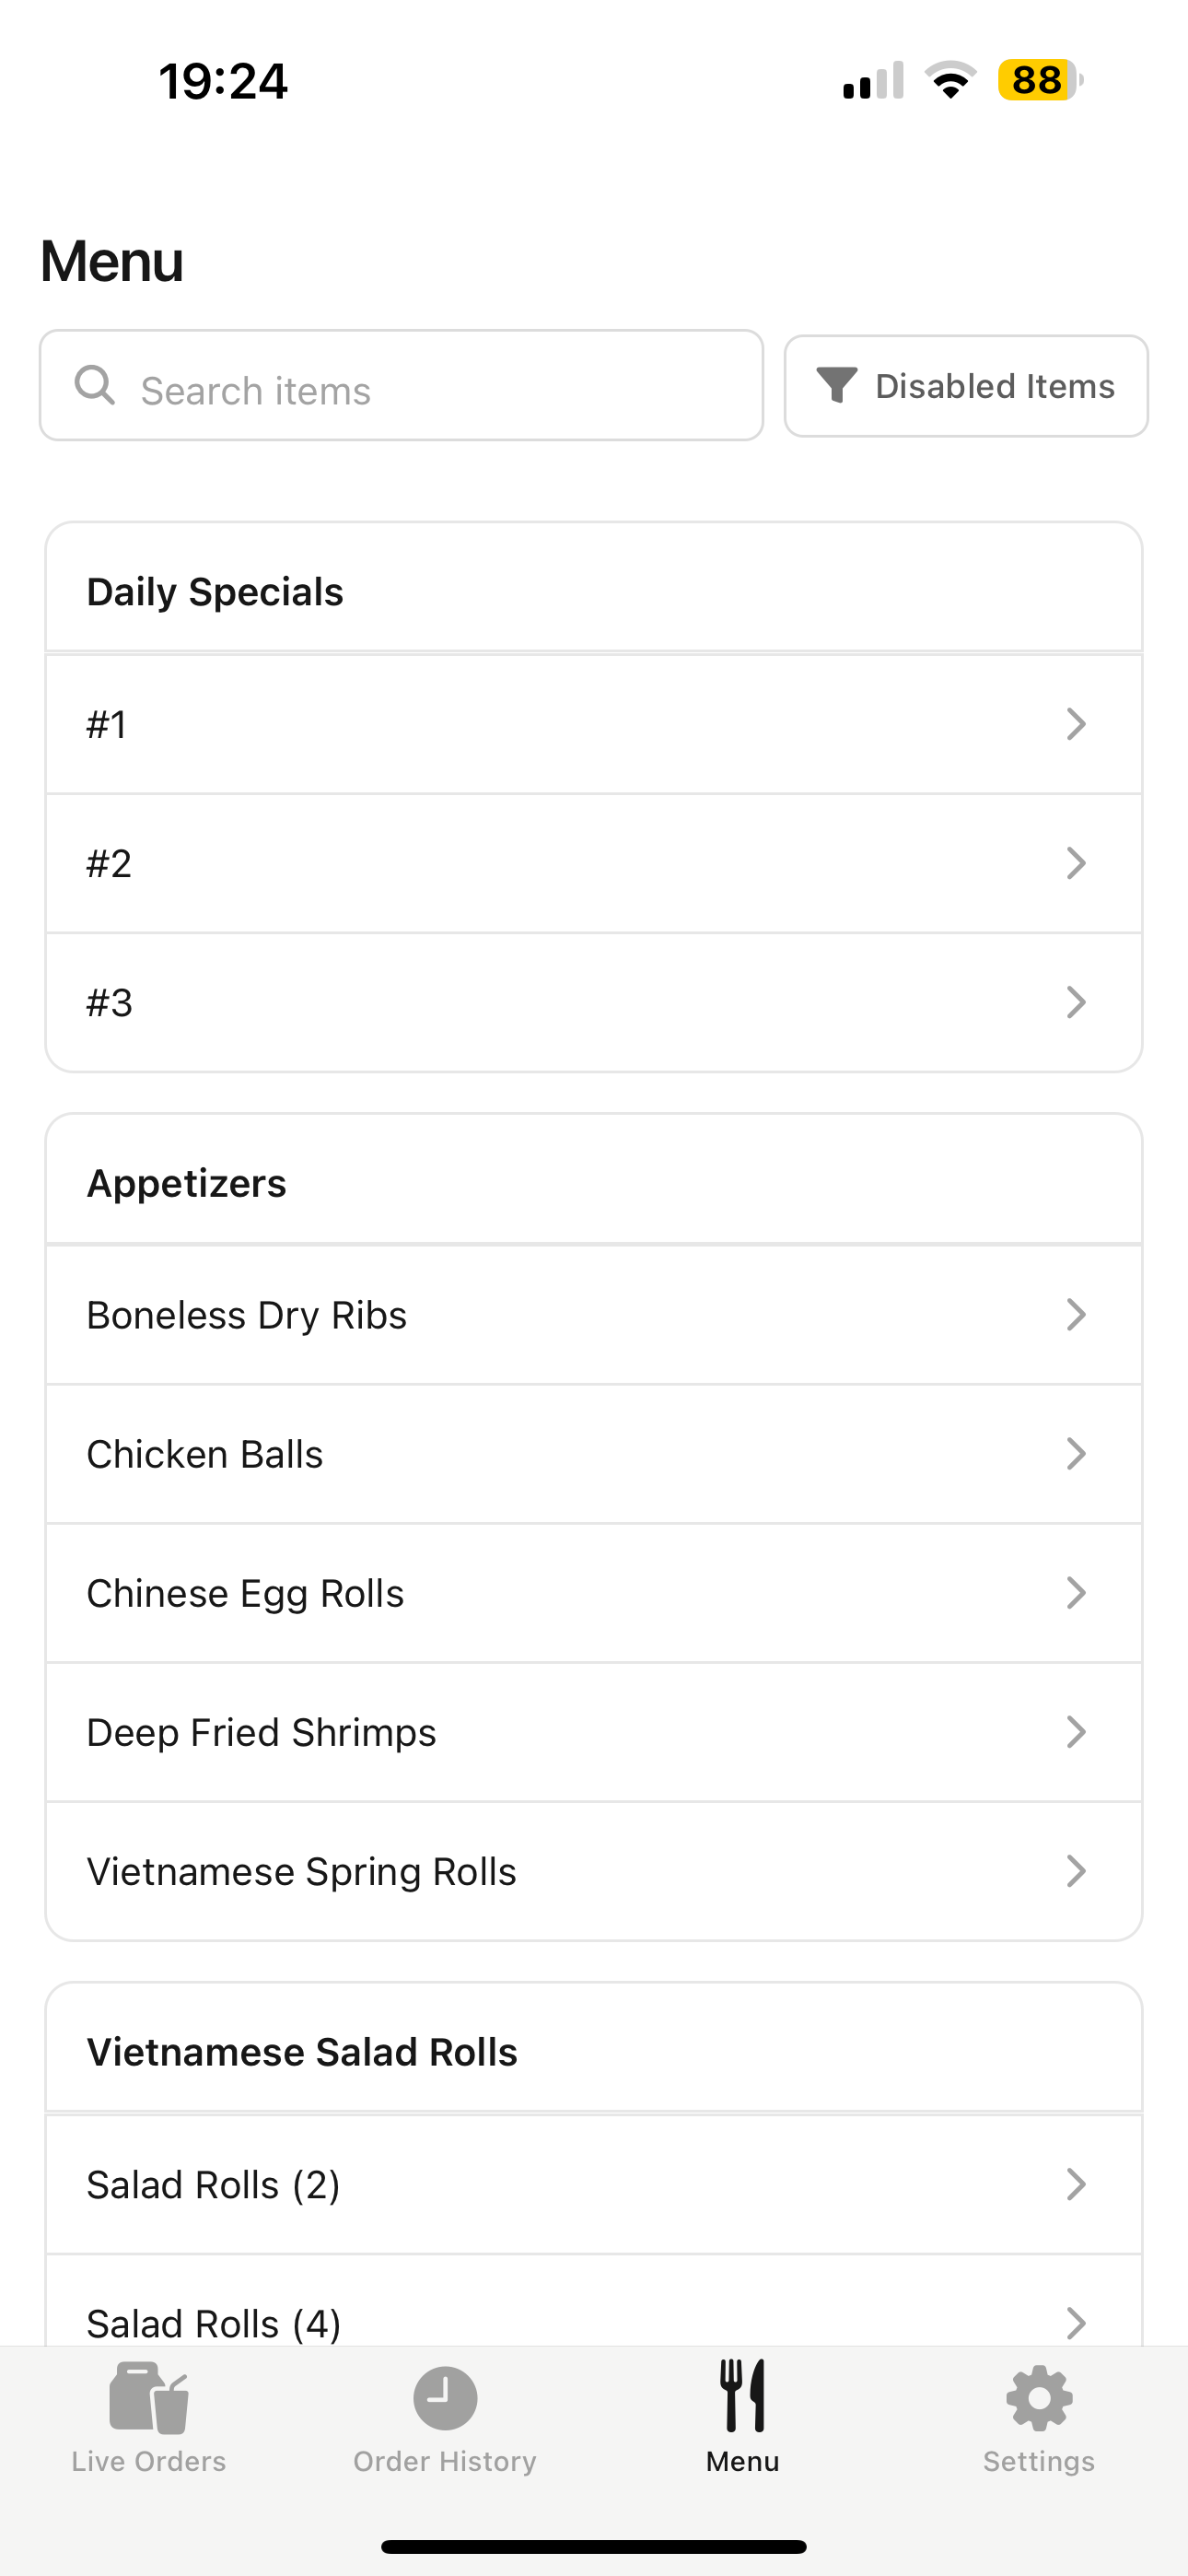 19:24
88
Menu
Search items
Disabled Items
Daily Specials
#1
#2
#3
Appetizers
Boneless Dry Ribs
Chicken Balls
Chinese Egg Rolls
Deep Fried Shrimps
Vietnamese Spring Rolls
Vietnamese Salad Rolls
Salad Rolls (2)
Salad Rolls (4)
Live Orders
Order History
Menu
Settings